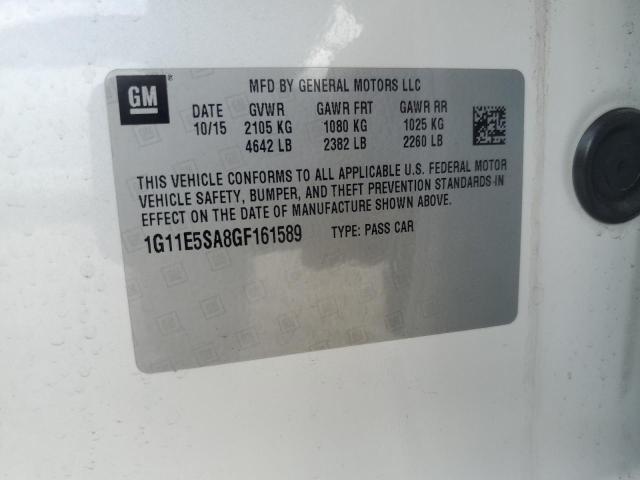 GM
MFD BY GENERAL MOTORS LLC
DATE GVWR GAWR FRT GAWR RR
10/15 2105 KG 1080 KG 1025 KG
4642 LB 2382 LB 2260 LB
THIS VEHICLE CONFORMS TO ALL APPLICABLE U.S. FEDERAL MOTOR
VEHICLE SAFETY, BUMPER, AND THEFT PREVENTION STANDARDS IN
EFFECT ON THE DATE OF MANUFACTURE SHOWN ABOVE.
1G11E5SA8GF161589 TYPE: PASS CAR